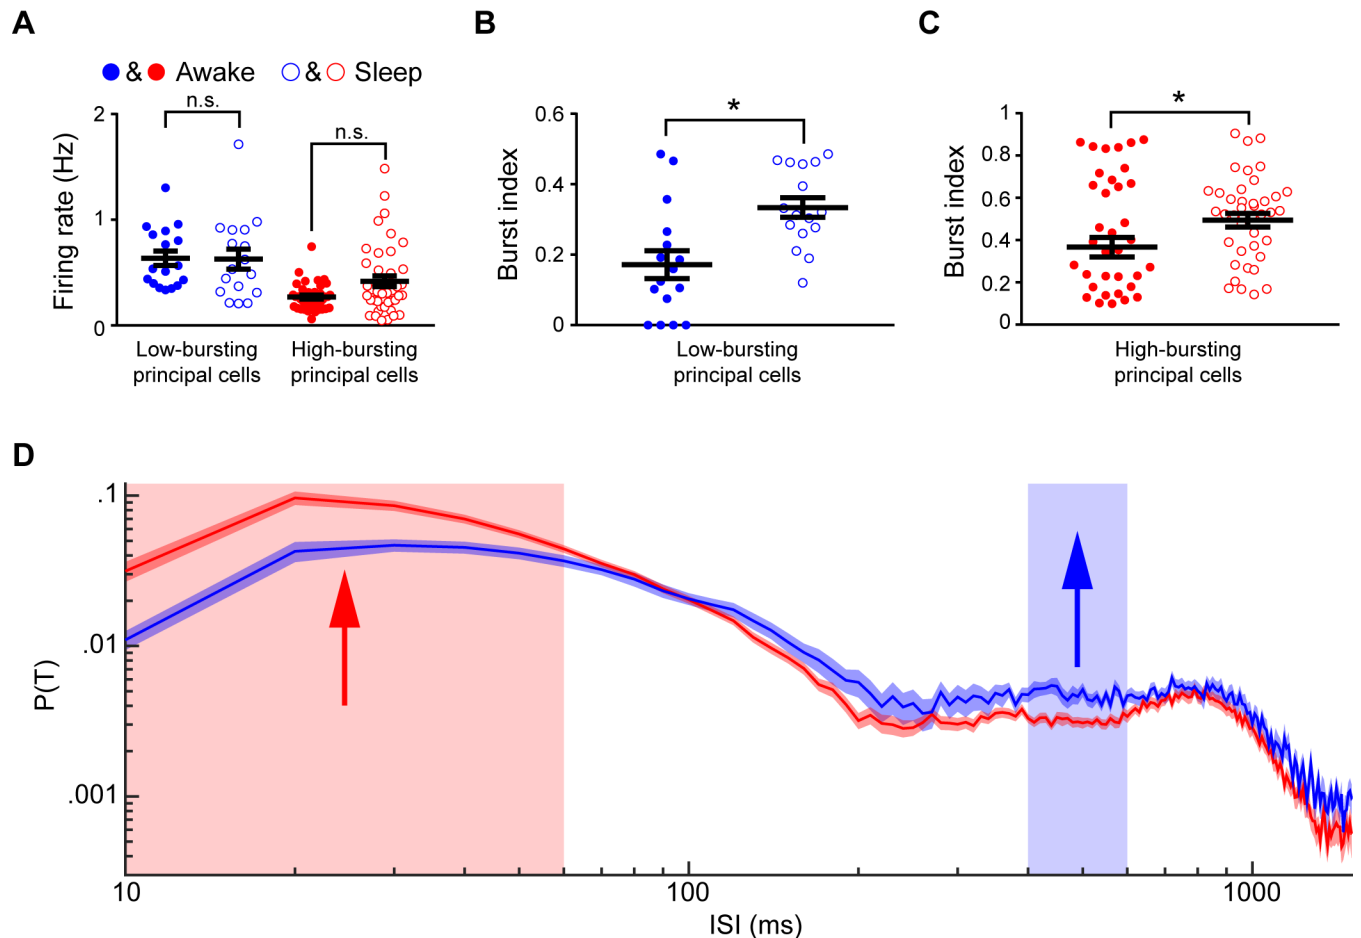 A
B
C
& Awake & Sleep
n.s.
n.s.
*
*
2
1
0
Firing rate (Hz)
Low-bursting
principal cells
High-bursting
principal cells
0.6
0.4
0.2
0
Burst index
Low-bursting
principal cells
1
0.8
0.6
0.4
0.2
0
Burst index
High-bursting
principal cells
D
.1
.01
.001
P(T)
10
100
1000
ISI (ms)